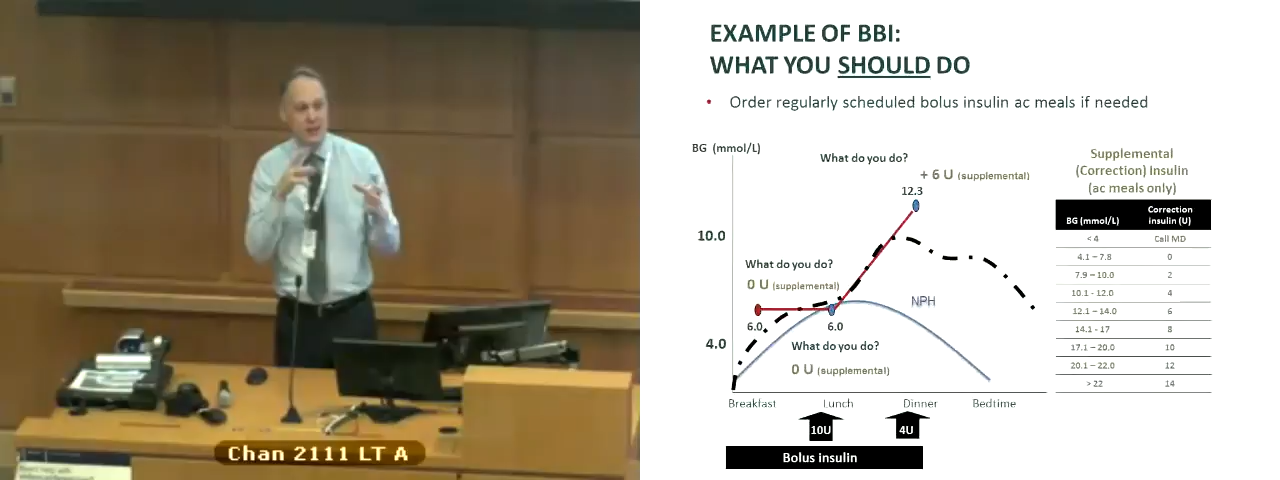 Chan 2111 LT A
EXAMPLE OF BBI:
WHAT YOU SHOULD DO
• Order regularly scheduled bolus insulin ac meals if needed
BG (mmol/L)
What do you do?
+ 6 U (supplemental)
12.3
10.0
What do you do?
0 U (supplemental)
NPH
6.0
6.0
4.0
What do you do?
0 U (supplemental)
Breakfast Lunch Dinner Bedtime
10U 4U
Bolus insulin
Supplemental
(Correction) Insulin
(ac meals only)
BG (mmol/L) Correction insulin (U)
< 4 Call MD
4.1 – 7.8 0
7.9 – 10.0 2
10.1 - 12.0 4
12.1 – 14.0 6
14.1 - 17 8
17.1 – 20.0 10
20.1 – 22.0 12
> 22 14